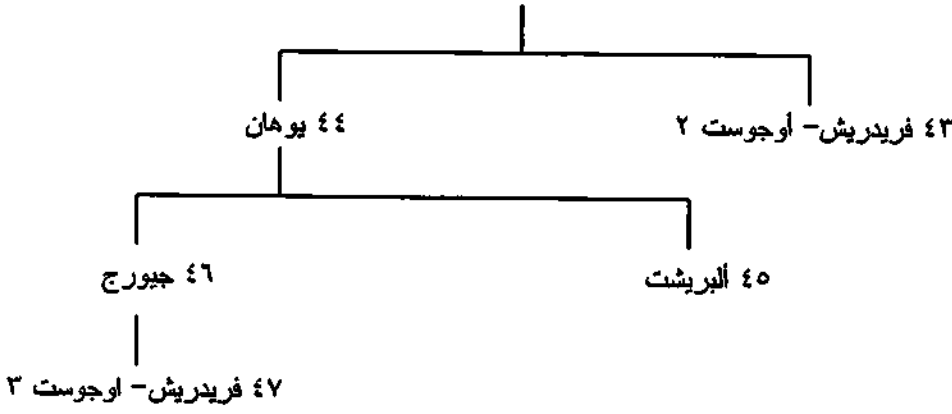 ٤٣ فريدريش- أوجوست ٢
٤٤ يوهان
٤٥ ألبريشت
٤٦ جيورج
٤٧ فريدريش- اوجوست ٣